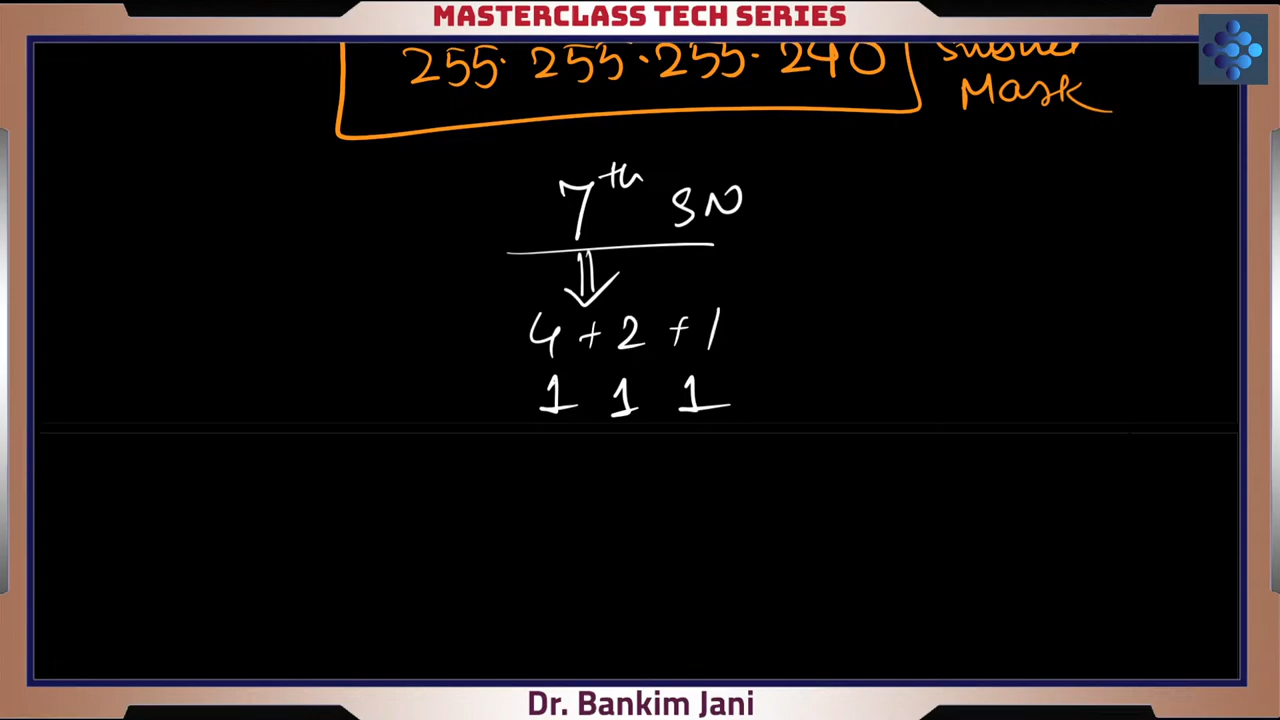 MASTERCLASS TECH SERIES
255.255.255.240 Subnet
Mask
7th SN
4+2+1
1 1 1
Dr. Bankim Jani